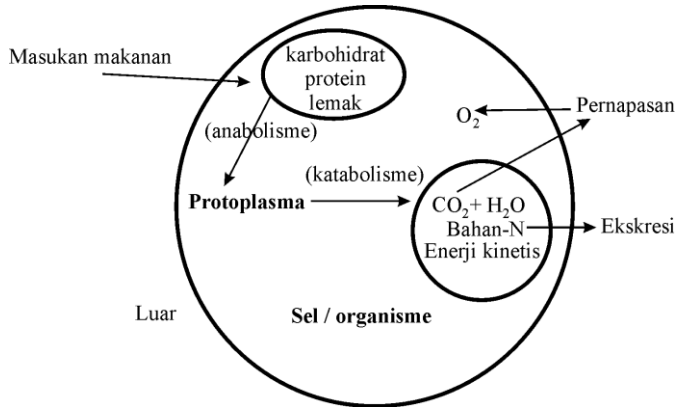 Masukan makanan
karbohidrat
protein
lemak
(anabolisme)
O₂
Pernapasan
Protoplasma
(katabolisme)
CO₂+ H₂O
Bahan-N
Enerji kinetis
Ekskresi
Luar
Sel / organisme